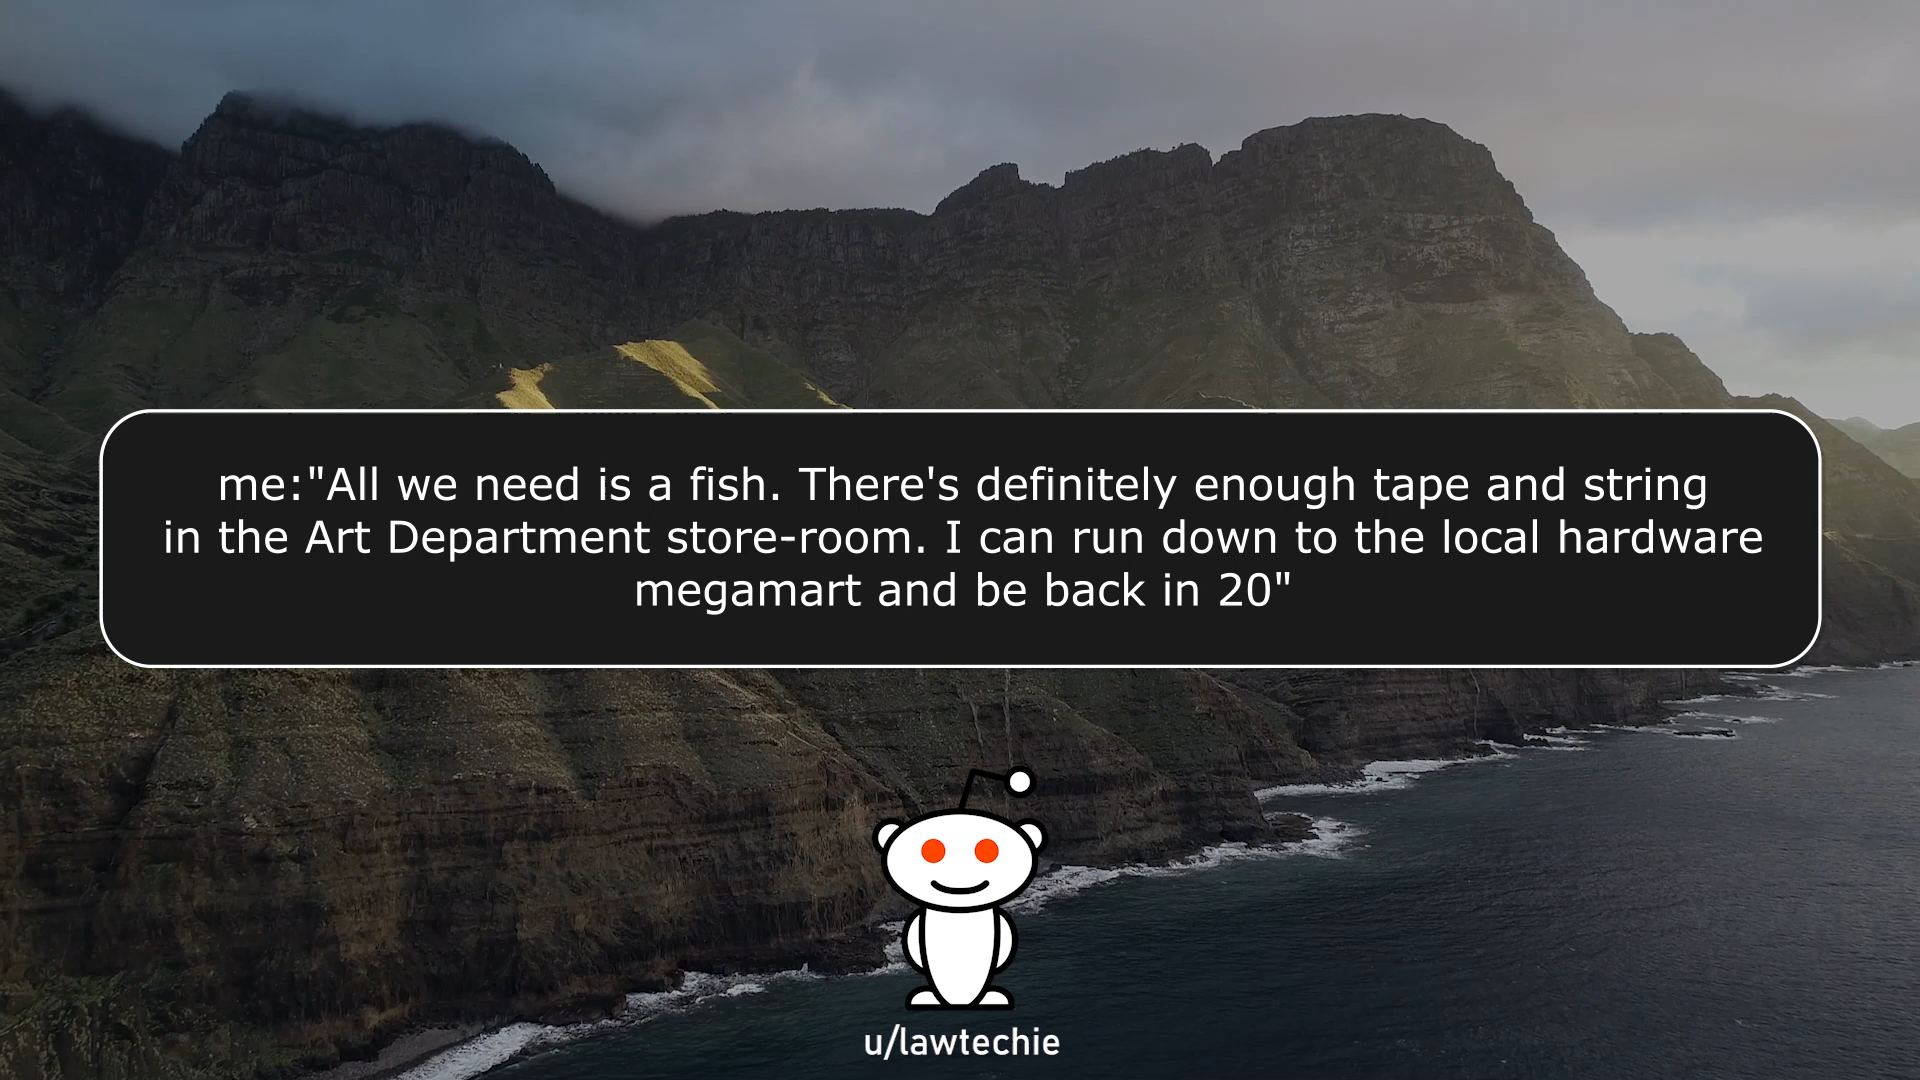 me:"All we need is a fish. There's definitely enough tape and string
in the Art Department store-room. I can run down to the local hardware
megamart and be back in 20"
u/lawtechie